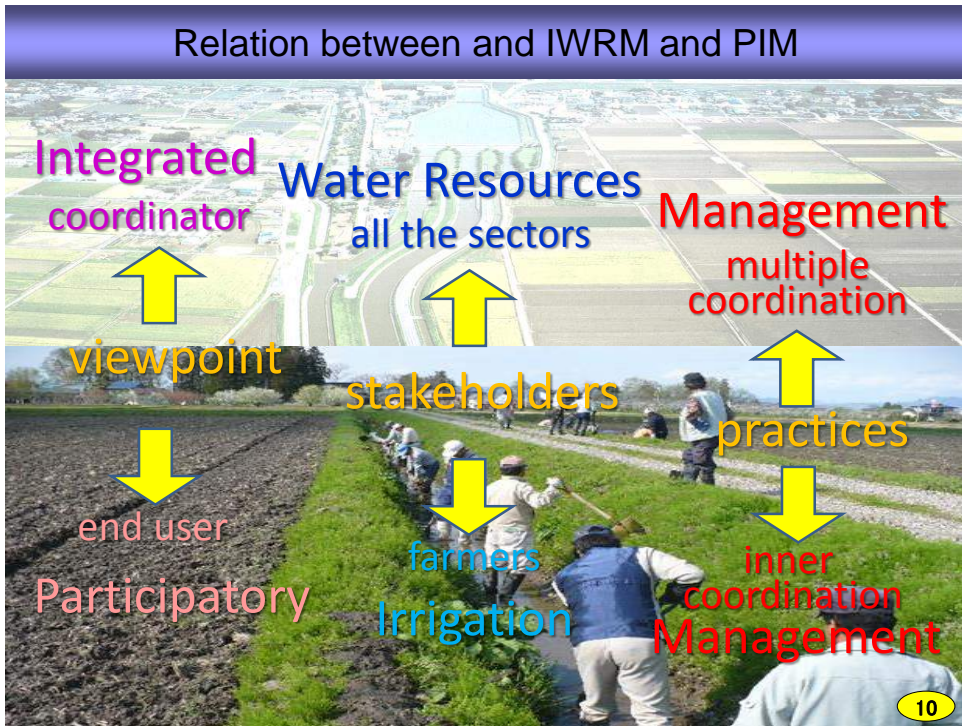 Relation between and IWRM and PIM
Integrated
coordinator
Water Resources
all the sectors
Management
multiple
coordination
viewpoint
stakeholders
practices
end user
Participatory
farmers
Irrigation
inner
coordination
Management
10